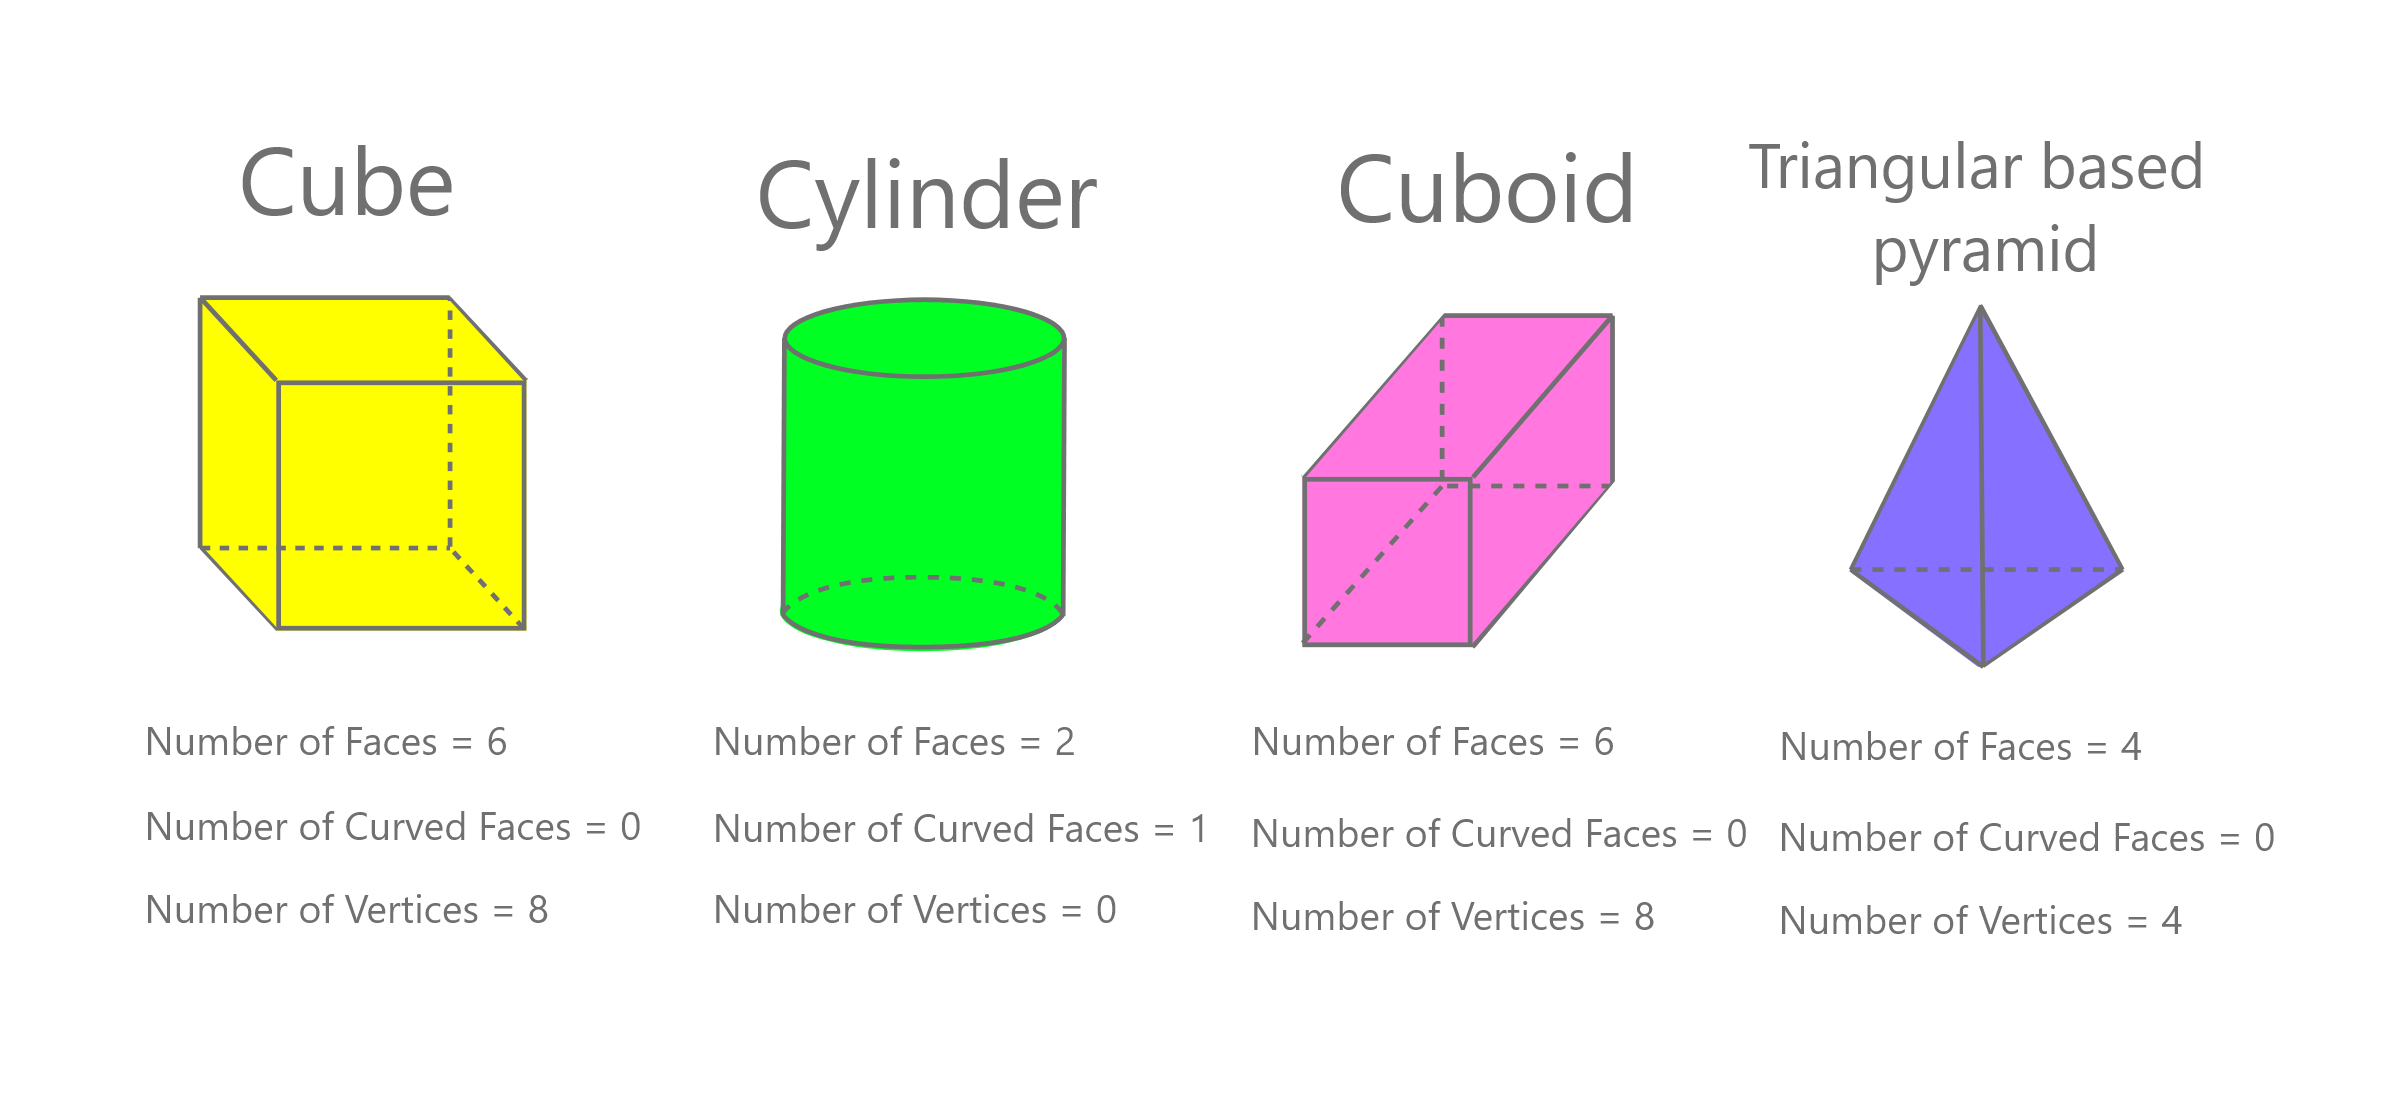 Cube
Number of Faces = 6
Number of Curved Faces = 0
Number of Vertices = 8
Cylinder
Number of Faces = 2
Number of Curved Faces = 1
Number of Vertices = 0
Cuboid
Number of Faces = 6
Number of Curved Faces = 0
Number of Vertices = 8
Triangular based
pyramid
Number of Faces = 4
Number of Curved Faces = 0
Number of Vertices = 4